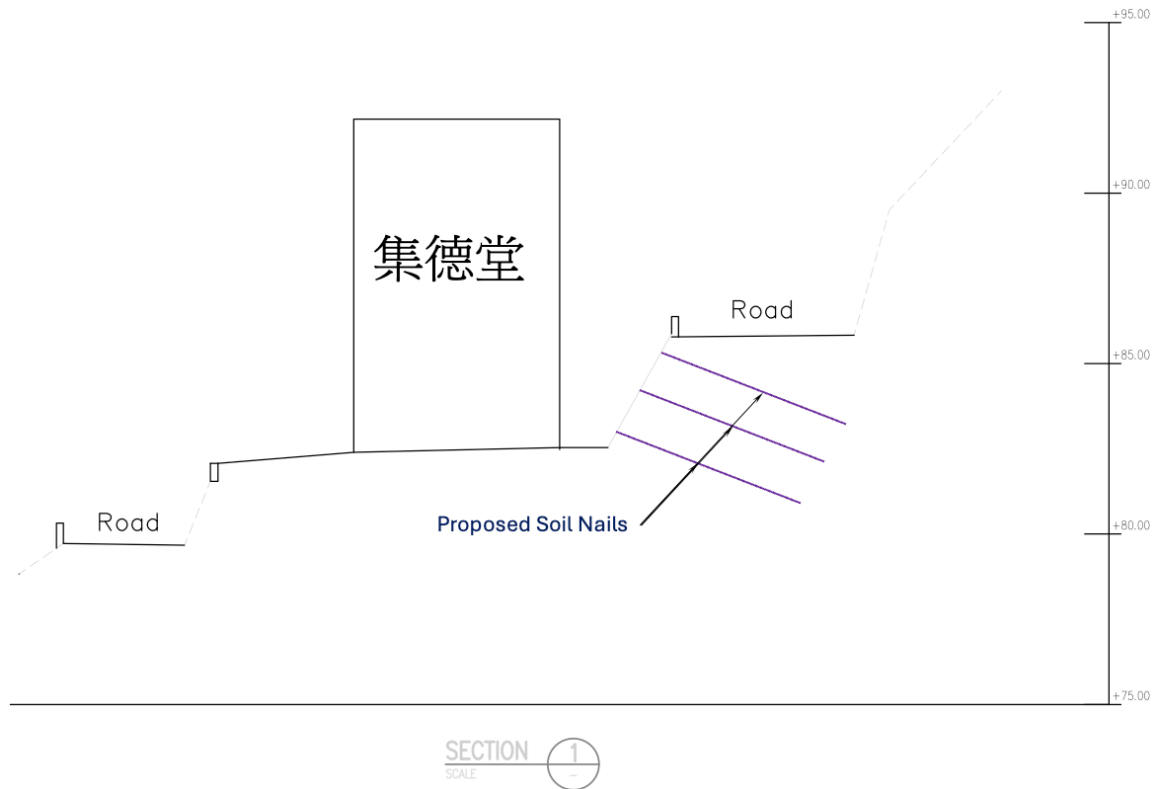 +95.00
+90.00
集德堂
Road
+85.00
Road
Proposed Soil Nails
+80.00
+75.00
SECTION 1
SCALE –